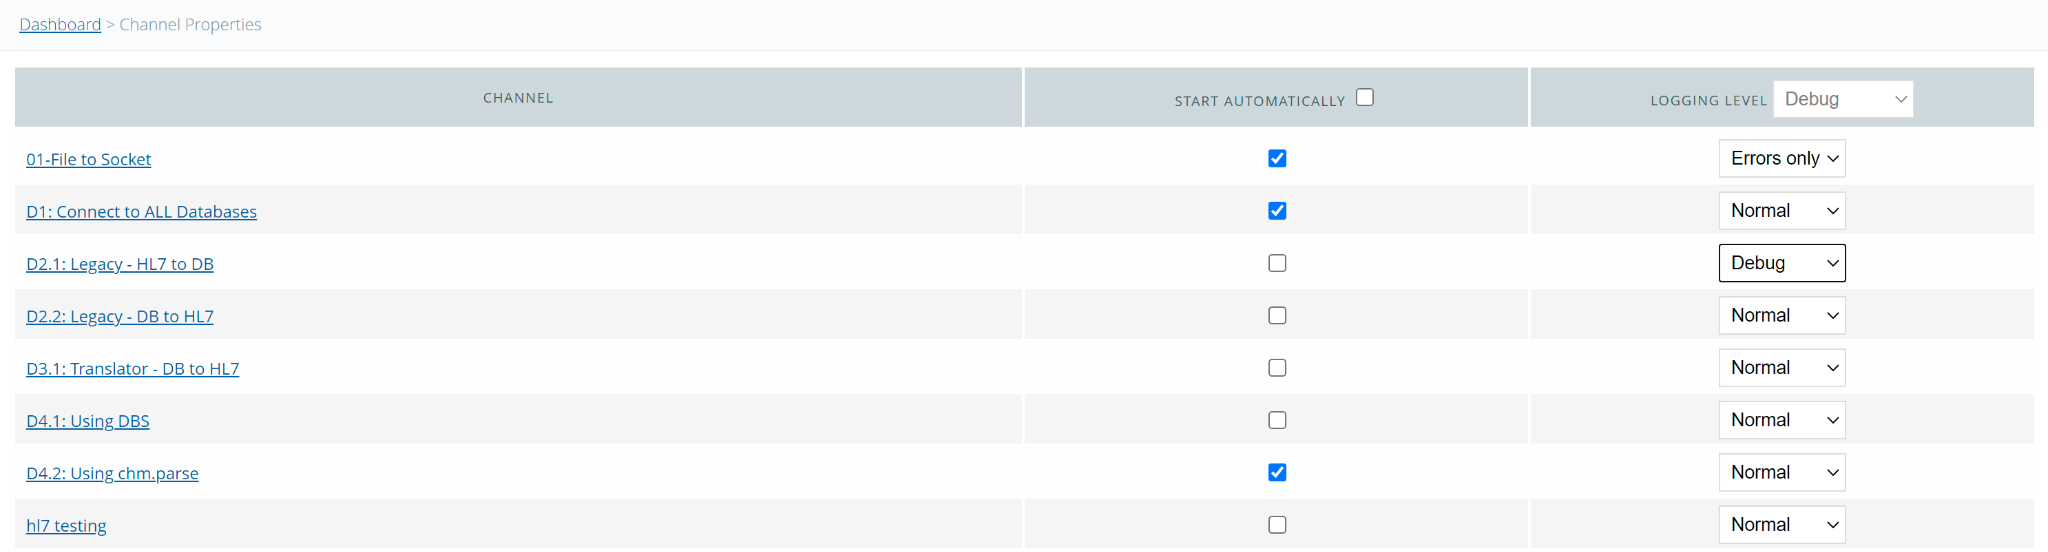 Dashboard > Channel Properties
CHANNEL START AUTOMATICALLY LOGGING LEVEL Debug
01-File to Socket Errors only
D1: Connect to ALL Databases Normal
D2.1: Legacy - HL7 to DB Debug
D2.2: Legacy - DB to HL7 Normal
D3.1: Translator - DB to HL7 Normal
D4.1: Using DBS Normal
D4.2: Using chm.parse Normal
hl7 testing Normal